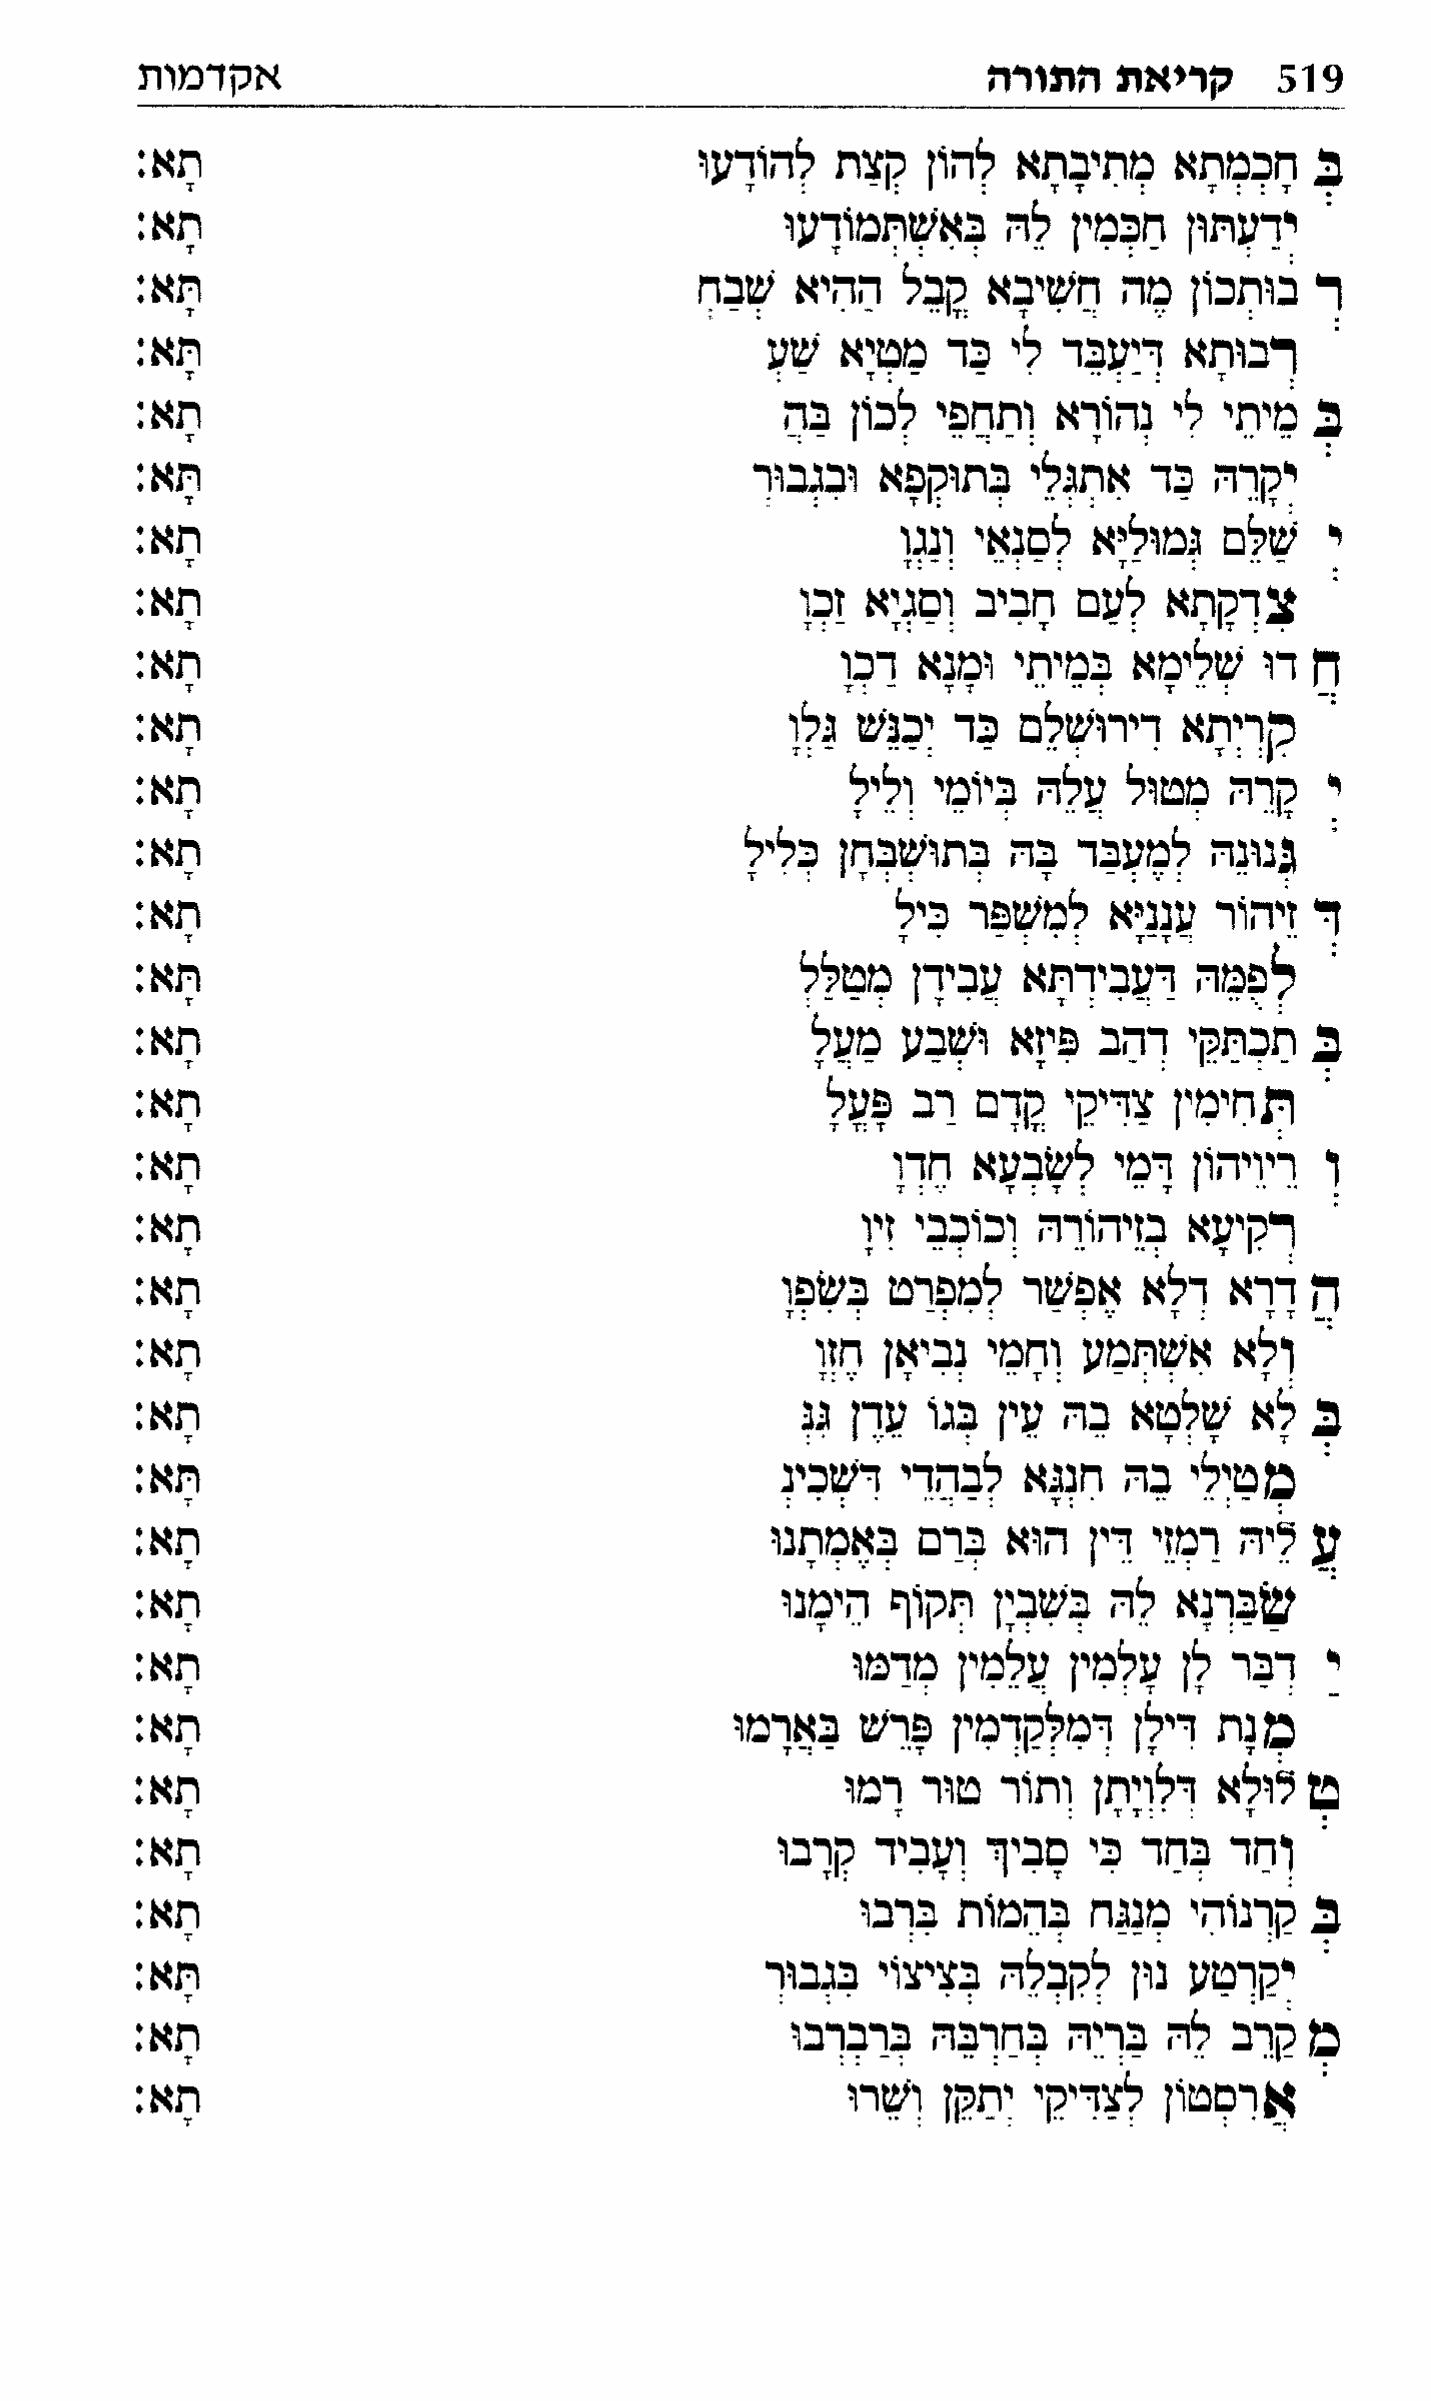 519 קריאת התורה אקדמות
בְּ חָכְמְתָא מְתִיבָתָא לְהוֹן קְצַת לְהוֹדָעוּ תָא:
יְדַעְתּוּן חַכְּמִין לֵהּ בְּאִשְׁתְּמוֹדָעוּ תָא:
רְ בוּתְכוֹן מֶה חֲשִׁיבָא קֳבֵל הַהִיא שְׁבַחְ תָּא:
רְבוּתָא דְּיַעְבֵּד לִי כַּד מַטְיָא שַׁעְ תָּא:
בְּ מֵיתֵי לִי נְהוֹרָא וְתַחֲפֵי לְכוֹן בַּהֲ תָא:
יְקָרֵהּ כַּד אִתְגְּלֵי בְּתוּקְפָא וּבִגְבוּרְ תָּא:
יְ שַׁלֵּם גְּמוּלַיָּא לְסַנְאֵי וְנַגְוָ תָא:
צִדְקָתָא לְעַם חָבִיב וְסַגְיָא זַכְוָ תָא:
חֲ דוּ שְׁלֵימָא בְּמֵיתֵי וּמָנָא דַכְוָ תָא:
קִרְיְתָא דִירוּשְׁלֵם כַּד יְכַנֵּשׁ גַּלְוָ תָא:
יְ קָרֵהּ מְטוּל עֲלֵהּ בְּיוֹמֵי וְלֵילָ תָא:
גְּנוּנֵהּ לְמֶעְבַּד בָּהּ בְּתוּשְׁבְּחָן כְּלִילָ תָא:
דְּ זֵיהוֹר עֲנָנַיָּא לְמִשְׁפַּר כִּילָ תָא:
לְפֻמֵּהּ דַּעֲבִידְתָּא עֲבִידָן מְטַלַּלְ תָּא:
בְּ תַכְתַּקֵּי דְהַב פִּיזָא וּשְׁבַע מַעֲלָ תָא:
תְּחִימִין צַדִּיקֵי קֳדָם רַב פָּעֳלָ תָא:
וְ רֵיוֵיהוֹן דָּמֵי לְשָׂבְעָא חֶדְוָ תָא:
רְקִיעָא בְזֵיהוֹרֵהּ וְכוֹכְבֵי זִיוָ תָא:
הֲ דָרָא דְלָא אֶפְשַׁר לְמִפְרַט בְּשִׂפְוָ תָא:
וְלָא אִשְׁתְּמַע וְחָמֵי נְבִיאָן חֶזְוָ תָא:
בְּ לָא שָׁלְטָא בֵהּ עֵין בְּגוֹ עֵדֶן גִּנְּ תָא:
מְטַיְלֵי בֵהּ חִנְגָּא לְבַהֲדֵי דִּשְׁכִינְ תָּא:
עֲ לֵיהּ רַמְזֵי דֵּין הוּא בְּרַם בְּאֶמְתָנוּ תָא:
שַׂבַּרְנָא לֵהּ בְּשִׁבְיָן תְּקוֹף הֵימָנוּ תָא:
יַ דְבַּר לָן עָלְמִין עֲלֵמִין מְדַמּוּ תָא:
מְנָת דִּילָן דְּמִלְּקַדְמִין פָּרֵשׁ בַּאֲרָמוּ תָא:
טְ לוּלָא דְּלִוְיָתָן וְתוֹר טוּר רָמוּ תָא:
וְחַד בְּחַד כִּי סָבִיךְ וְעָבִיד קְרָבוּ תָא:
בְּ קַרְנוֹהִי מְנַגַּח בְּהֵמוֹת בִּרְבוּ תָא:
יְקַרְטַע נוּן לְקִבְלֵהּ בְּצִיצוֹי בִּגְבוּרְ תָּא:
מְ קַרֵב לֵהּ בַּרְיֵהּ בְּחַרְבֵּהּ בְּרַבְרְבוּ תָא:
אֲרִסְטוֹן לְצַדִּיקֵי יְתַקֵּן וְשֵׁרוּ תָא: